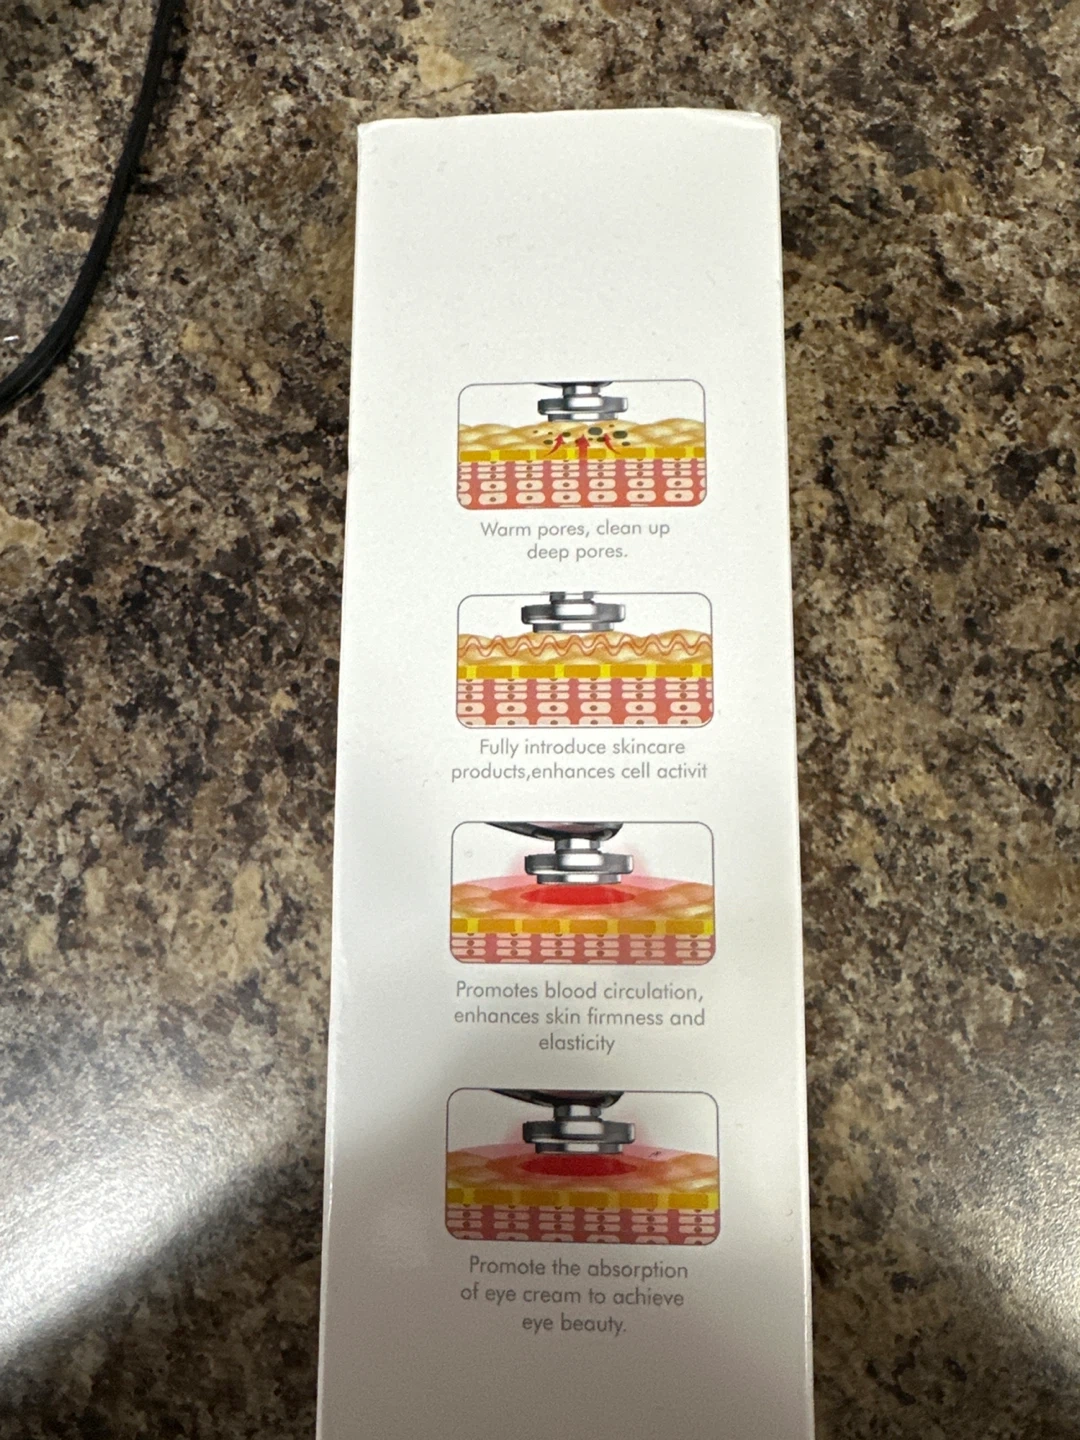 Warm pores, clean up
deep pores.
Fully introduce skincare
products,enhances cell activit
Promotes blood circulation,
enhances skin firmness and
elasticity
Promote the absorption
of eye cream to achieve
eye beauty.